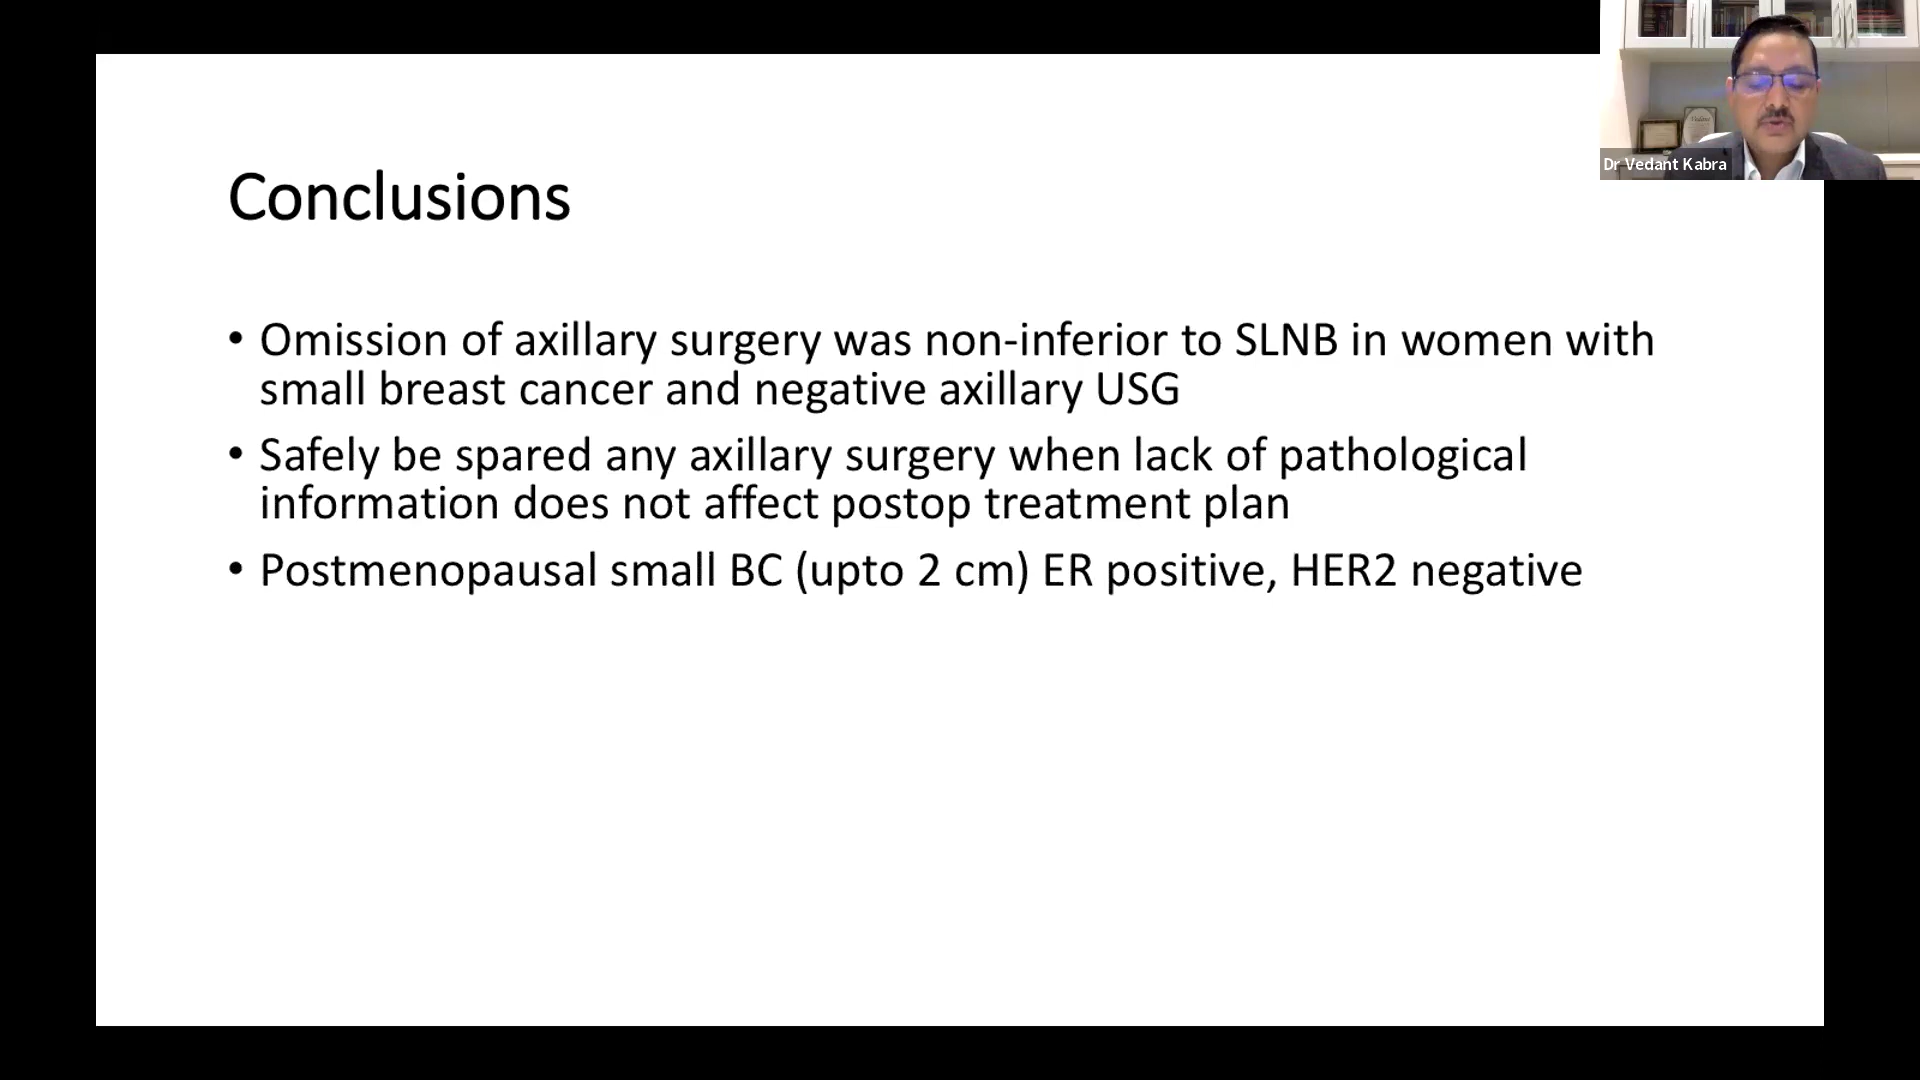 Dr Vedant Kabra
Conclusions
• Omission of axillary surgery was non-inferior to SLNB in women with
small breast cancer and negative axillary USG
• Safely be spared any axillary surgery when lack of pathological
information does not affect postop treatment plan
• Postmenopausal small BC (upto 2 cm) ER positive, HER2 negative